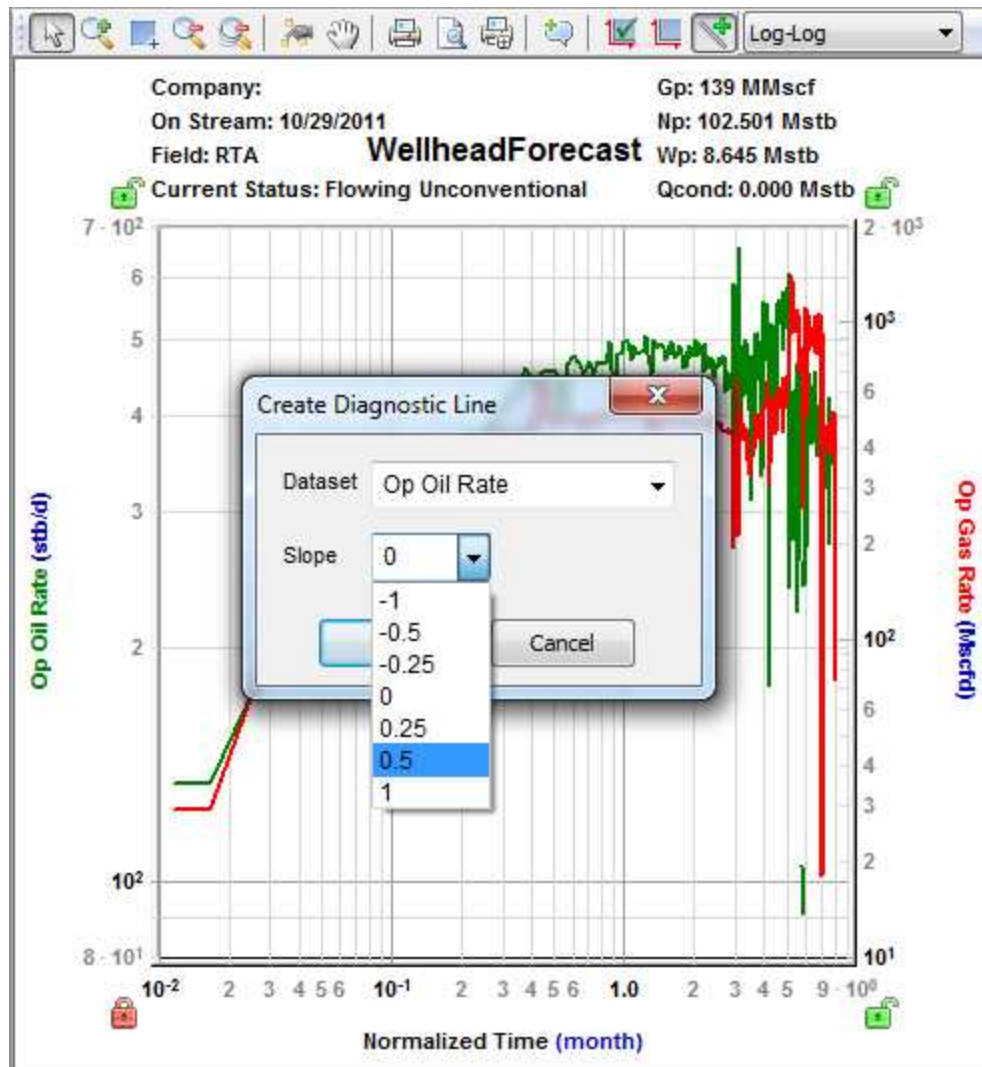 Log-Log
Company:
Gp: 139 MMscf
On Stream: 10/29/2011
Np: 102.501 Mstb
Field: RTA
WellheadForecast
Wp: 8.645 Mstb
Current Status: Flowing Unconventional
Qcond: 0.000 Mstb
7·10²
2·10³
6
10³
5
6
4
4
3
3
2
2
10²
6
4
3
10²
2
8·10¹
10¹
Op Oil Rate (stb/d)
Op Gas Rate (Mscfd)
Create Diagnostic Line
Dataset Op Oil Rate
Slope 0
-1
-0.5
-0.25
0
0.25
0.5
1
Cancel
10⁻² 2 3 4 5 6 10⁻¹ 2 3 4 5 6 1.0 2 3 4 5 9·10⁰
Normalized Time (month)